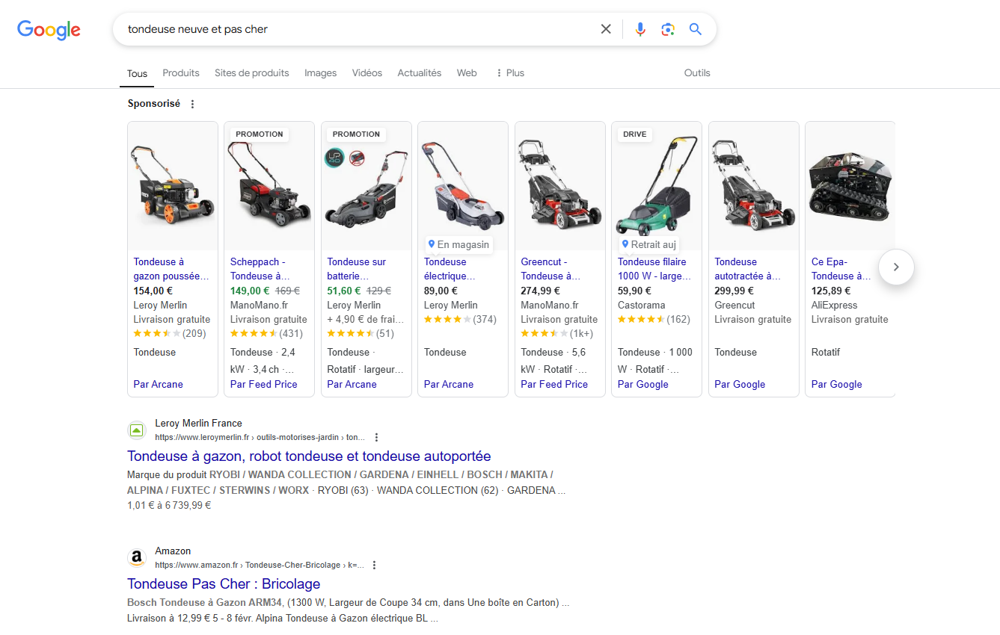 Google
tondeuse neuve et pas cher
Tous Produits Sites de produits Images Vidéos Actualités Web Plus Outils
Sponsorisé
Tondeuse à
gazon poussée...
154,00 €
Leroy Merlin
Livraison gratuite
(209)
Tondeuse
Par Arcane
PROMOTION
Scheppach -
Tondeuse à...
149,00 € 169 €
ManoMano.fr
Livraison gratuite
(431)
Tondeuse · 2,4
kW · 3,4 ch ·...
Par Feed Price
PROMOTION
UP
40
Tondeuse sur
batterie...
51,60 € 129 €
Leroy Merlin
+ 4,90 € de frai...
(51)
Tondeuse ·
Rotatif · largeur...
Par Arcane
En magasin
Tondeuse
électrique...
89,00 €
Leroy Merlin
(374)
Tondeuse
Par Arcane
Greencut -
Tondeuse à...
274,99 €
ManoMano.fr
Livraison gratuite
(1k+)
Tondeuse · 5,6
kW · Rotatif ·...
Par Feed Price
DRIVE
Retrait auj
Tondeuse filaire
1000 W - large...
59,90 €
Castorama
(162)
Tondeuse · 1 000
W · Rotatif ·...
Par Google
Tondeuse
autotractée à...
299,99 €
Greencut
Livraison gratuite
Tondeuse
Par Google
Ce Epa-
Tondeuse à...
125,89 €
AliExpress
Livraison gratuite
Rotatif
Par Google
Leroy Merlin France
https://www.leroymerlin.fr › outils-motorises-jardin › ton...
Tondeuse à gazon, robot tondeuse et tondeuse autoportée
Marque du produit RYOBI / WANDA COLLECTION / GARDENA / EINHELL / BOSCH / MAKITA /
ALPINA / FUXTEC / STERWINS / WORX · RYOBI (63) · WANDA COLLECTION (62) · GARDENA ...
1,01 € à 6 739,99 €
a
Amazon
https://www.amazon.fr › Tondeuse-Cher-Bricolage › k=...
Tondeuse Pas Cher : Bricolage
Bosch Tondeuse à Gazon ARM34, (1300 W, Largeur de Coupe 34 cm, dans Une boîte en Carton) ...
Livraison à 12,99 € 5 - 8 févr. Alpina Tondeuse à Gazon électrique BL ...